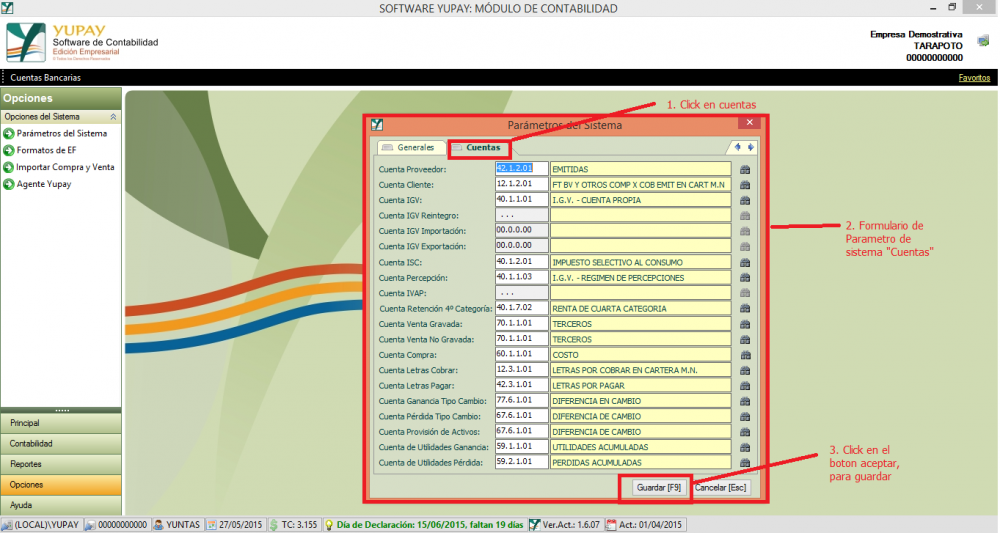 SOFTWARE YUPAY: MÓDULO DE CONTABILIDAD
YUPAY
Software de Contabilidad
Edición Empresarial
Empresa Demostrativa
TARAPOTO
00000000000
Cuentas Bancarias
Favoritos
Opciones
Opciones del Sistema
Parámetros del Sistema
Formatos de EF
Importar Compra y Venta
Agente Yupay
1. Click en cuentas
Parámetros del Sistema
Generales
Cuentas
Cuenta Proveedor: 42.1.2.01 EMITIDAS
Cuenta Cliente: 12.1.2.01 FT BV Y OTROS COMP X COB EMIT EN CART M.N
Cuenta IGV: 40.1.1.01 I.G.V. - CUENTA PROPIA
Cuenta IGV Reintegro: . . .
Cuenta IGV Importación: 00.0.0.00
Cuenta IGV Exportación: 00.0.0.00
Cuenta ISC: 40.1.2.01 IMPUESTO SELECTIVO AL CONSUMO
Cuenta Percepción: 40.1.1.03 I.G.V. - REGIMEN DE PERCEPCIONES
Cuenta IVAP: . . .
Cuenta Retención 4º Categoría: 40.1.7.02 RENTA DE CUARTA CATEGORIA
Cuenta Venta Gravada: 70.1.1.01 TERCEROS
Cuenta Venta No Gravada: 70.1.1.01 TERCEROS
Cuenta Compra: 60.1.1.01 COSTO
Cuenta Letras Cobrar: 12.3.1.01 LETRAS POR COBRAR EN CARTERA M.N.
Cuenta Letras Pagar: 42.3.1.01 LETRAS POR PAGAR
Cuenta Ganancia Tipo Cambio: 77.6.1.01 DIFERENCIA EN CAMBIO
Cuenta Pérdida Tipo Cambio: 67.6.1.01 DIFERENCIA DE CAMBIO
Cuenta Provisión de Activos: 67.6.1.01 DIFERENCIA DE CAMBIO
Cuenta de Utilidades Ganancia: 59.1.1.01 UTILIDADES ACUMULADAS
Cuenta de Utilidades Pérdida: 59.2.1.01 PERDIDAS ACUMULADAS
Guardar [F9] Cancelar [Esc]
2. Formulario de
Parametro de
sistema "Cuentas"
3. Click en el
boton aceptar,
para guardar
Principal
Contabilidad
Reportes
Opciones
Ayuda
(LOCAL)\YUPAY 00000000000 YUNTAS 27/05/2015 TC: 3.155 Día de Declaración: 15/06/2015, faltan 19 días Ver.Act.: 1.6.07 Act.: 01/04/2015